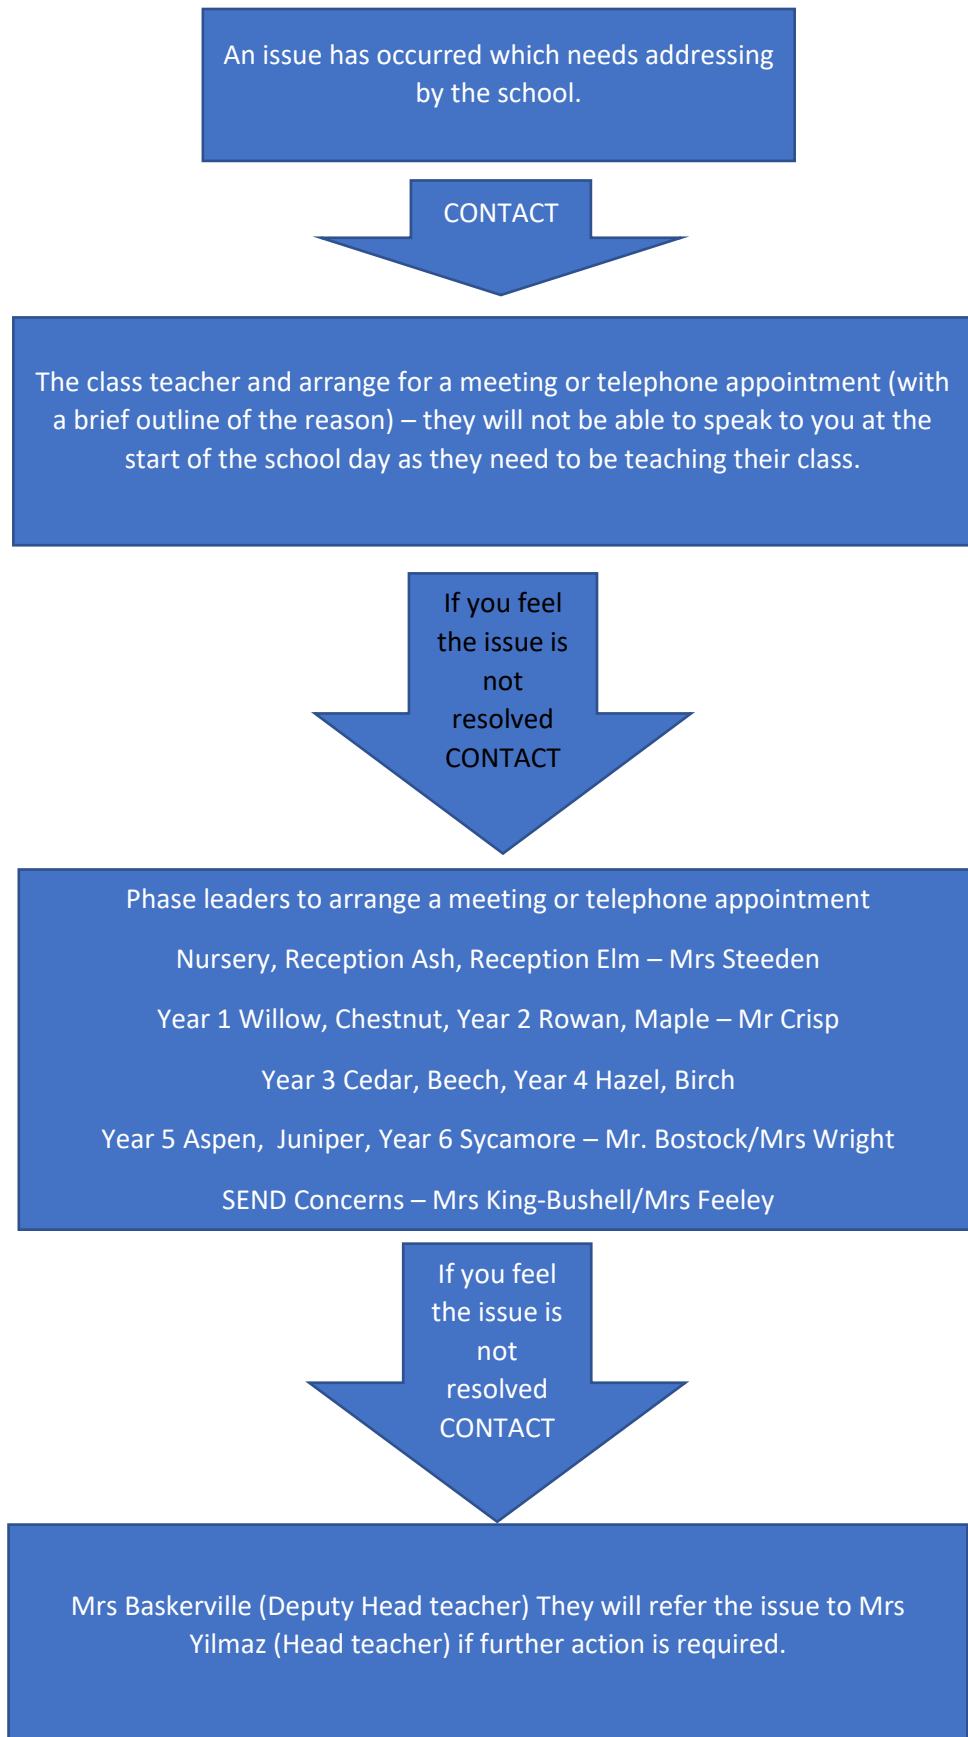 An issue has occurred which needs addressing
by the school.
CONTACT
The class teacher and arrange for a meeting or telephone appointment (with
a brief outline of the reason) – they will not be able to speak to you at the
start of the school day as they need to be teaching their class.
If you feel
the issue is
not
resolved
CONTACT
Phase leaders to arrange a meeting or telephone appointment
Nursery, Reception Ash, Reception Elm – Mrs Steeden
Year 1 Willow, Chestnut, Year 2 Rowan, Maple – Mr Crisp
Year 3 Cedar, Beech, Year 4 Hazel, Birch
Year 5 Aspen,  Juniper, Year 6 Sycamore – Mr. Bostock/Mrs Wright
SEND Concerns – Mrs King-Bushell/Mrs Feeley
If you feel
the issue is
not
resolved
CONTACT
Mrs Baskerville (Deputy Head teacher) They will refer the issue to Mrs
Yilmaz (Head teacher) if further action is required.